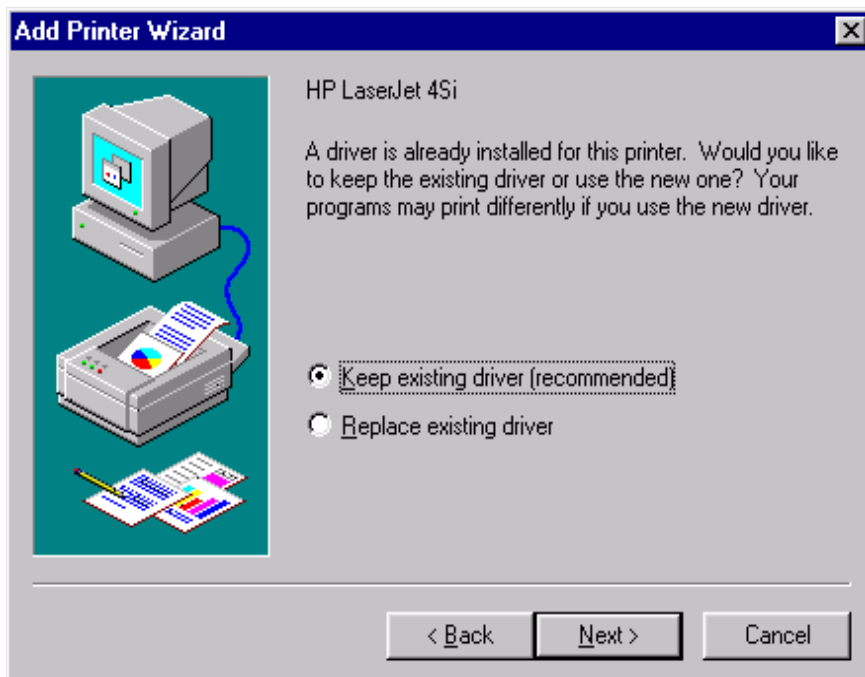 Add Printer Wizard
HP LaserJet 4Si
A driver is already installed for this printer.  Would you like
to keep the existing driver or use the new one?  Your
programs may print differently if you use the new driver.
Keep existing driver (recommended)
Replace existing driver
< Back
Next >
Cancel